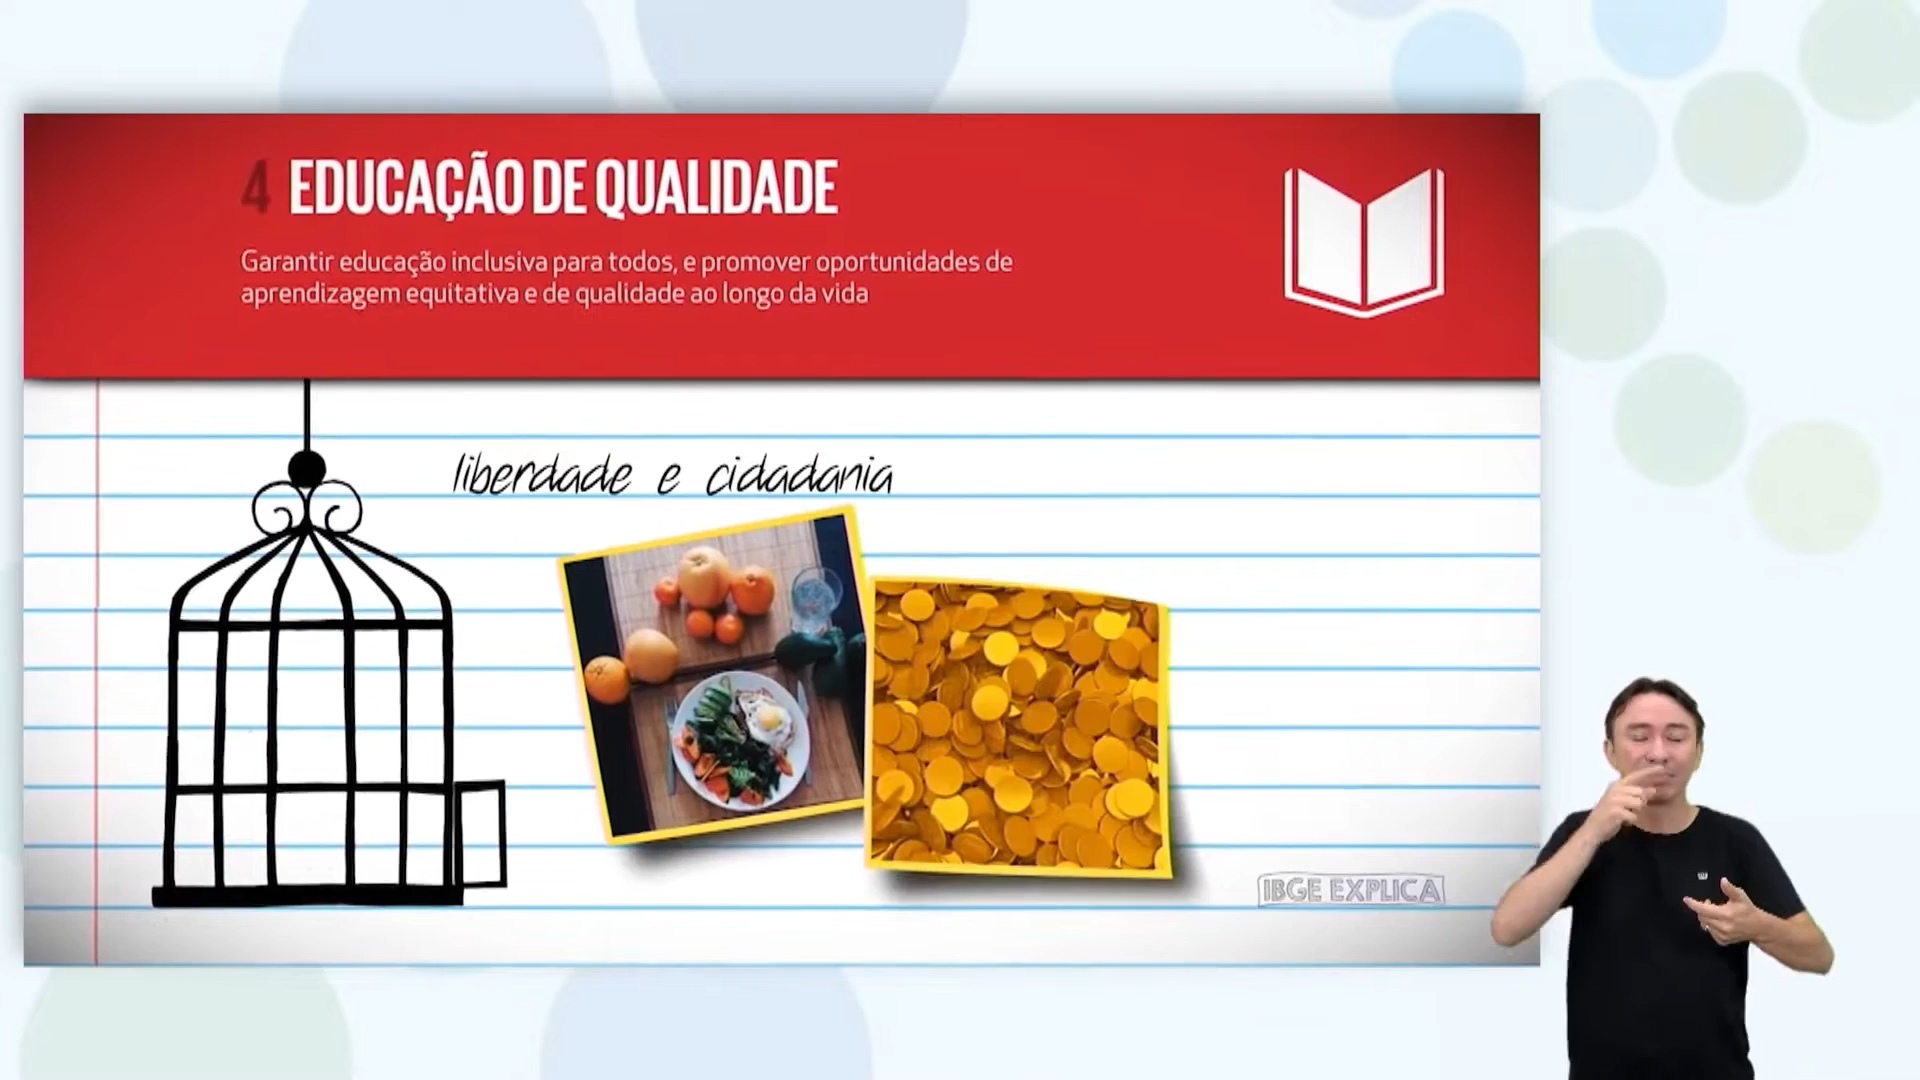 4 EDUCAÇÃO DE QUALIDADE
Garantir educação inclusiva para todos, e promover oportunidades de
aprendizagem equitativa e de qualidade ao longo da vida
liberdade e cidadania
IBGE EXPLICA